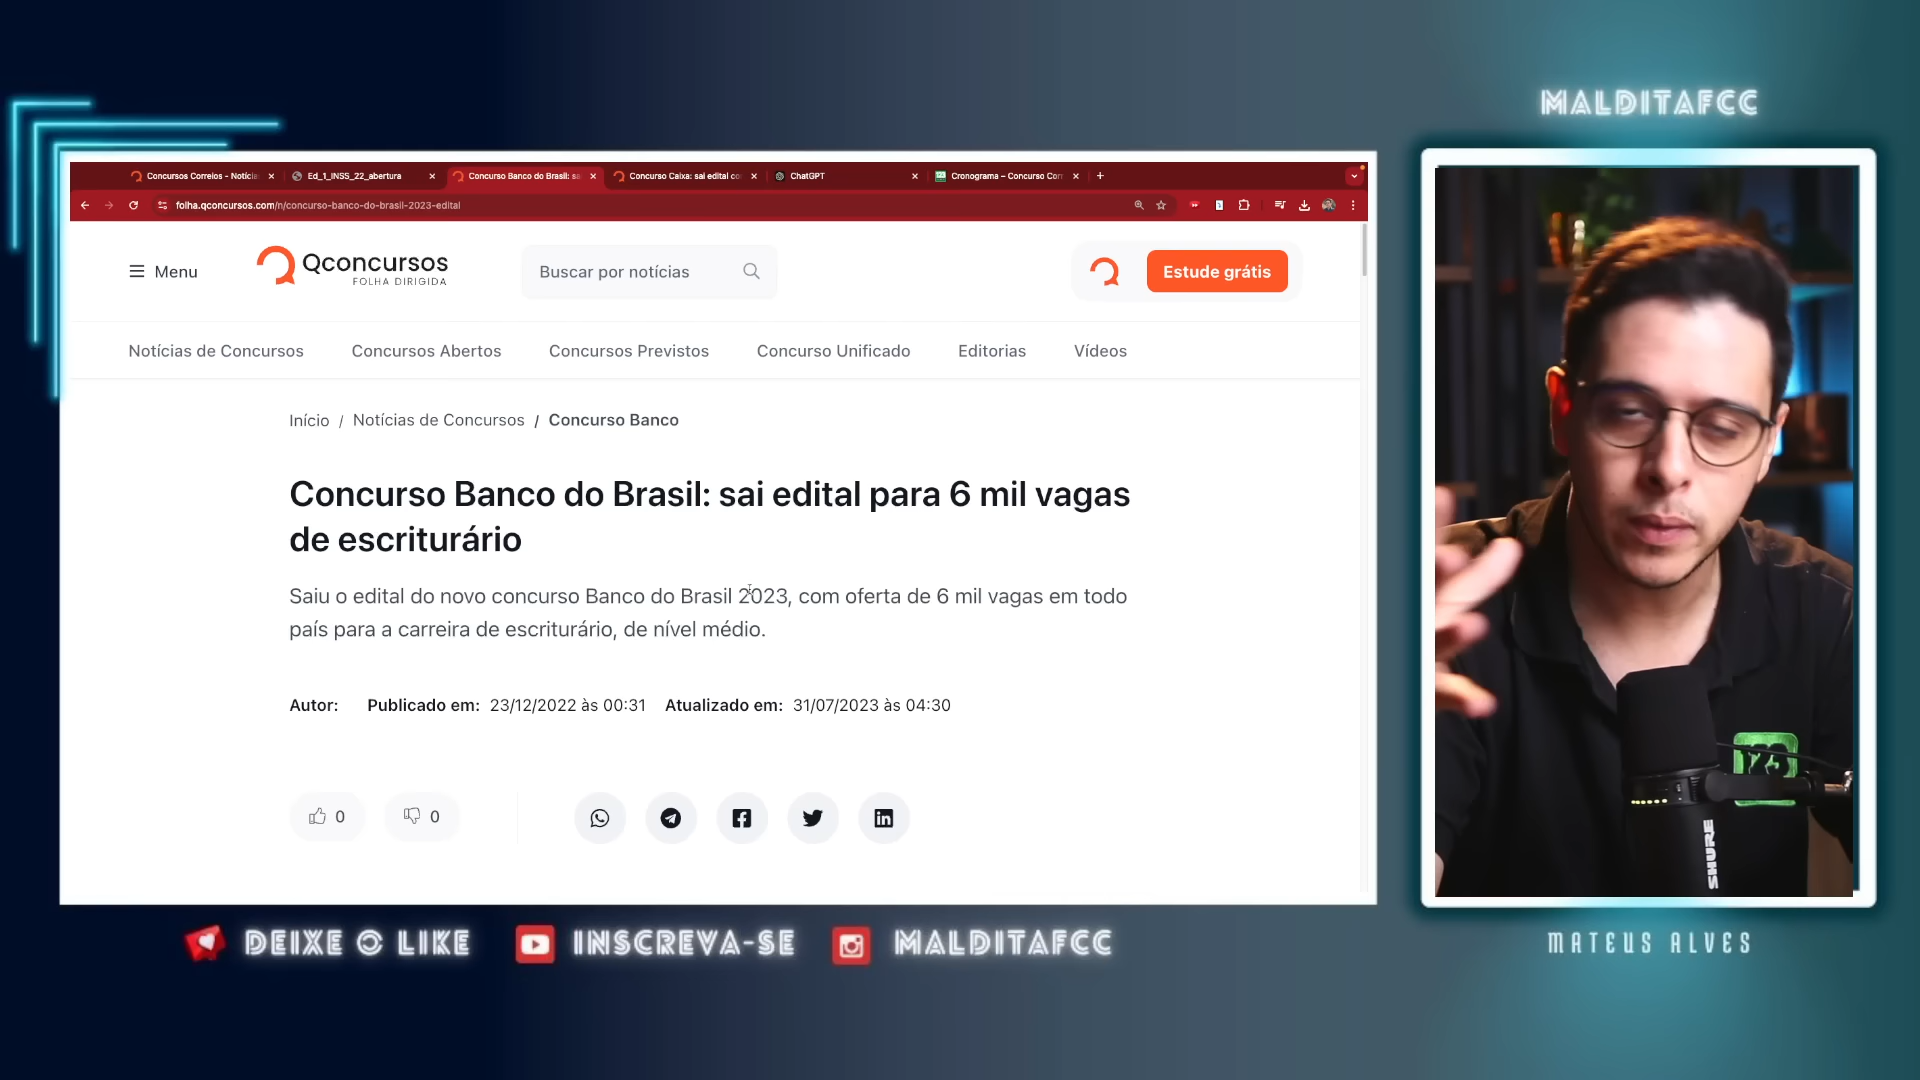 MALDITAFCC
Concursos Correios - Notícia
Ed_1_INSS_22_abertura
Concurso Banco do Brasil: sa
Concurso Caixa: sai edital co
ChatGPT
Cronograma – Concurso Corr
folha.qconcursos.com/n/concurso-banco-do-brasil-2023-edital
Menu
Qconcursos
FOLHA DIRIGIDA
Buscar por notícias
Estude grátis
Notícias de Concursos
Concursos Abertos
Concursos Previstos
Concurso Unificado
Editorias
Vídeos
Início / Notícias de Concursos / Concurso Banco
Concurso Banco do Brasil: sai edital para 6 mil vagas
de escriturário
Saiu o edital do novo concurso Banco do Brasil 2023, com oferta de 6 mil vagas em todo
país para a carreira de escriturário, de nível médio.
Autor: Publicado em: 23/12/2022 às 00:31 Atualizado em: 31/07/2023 às 04:30
0
0
SHURE
DEIXE O LIKE
INSCREVA-SE
MALDITAFCC
MATEUS ALVES